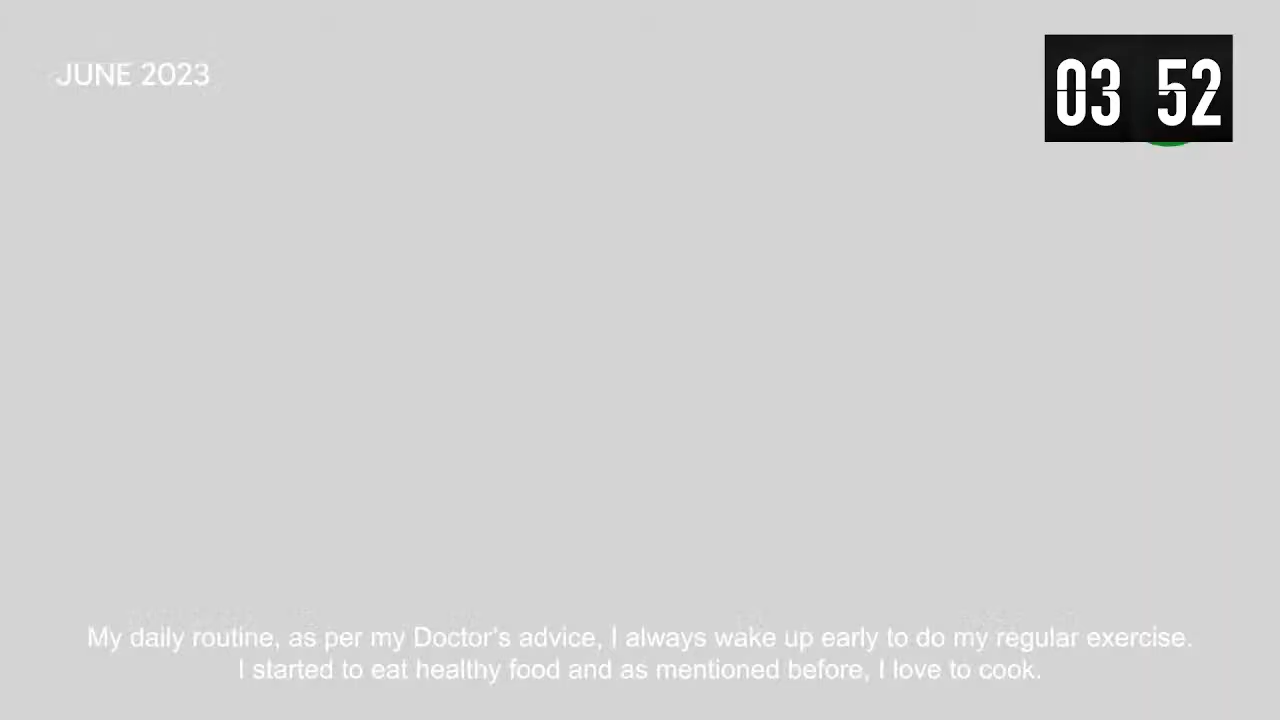 JUNE 2023
03 52
My daily routine, as per my Doctor's advice, I always wake up early to do my regular exercise.
I started to eat healthy food and as mentioned before, I love to cook.